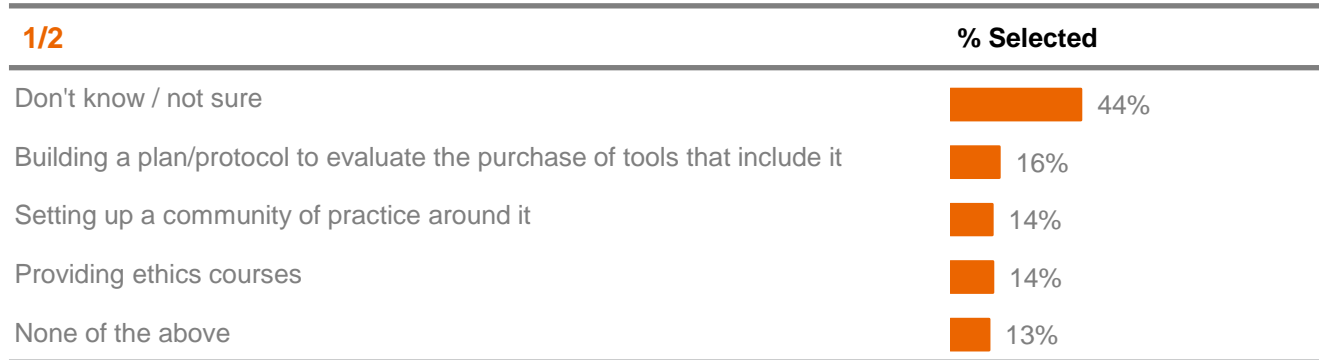 1/2 % Selected
Don't know / not sure 44%
Building a plan/protocol to evaluate the purchase of tools that include it 16%
Setting up a community of practice around it 14%
Providing ethics courses 14%
None of the above 13%